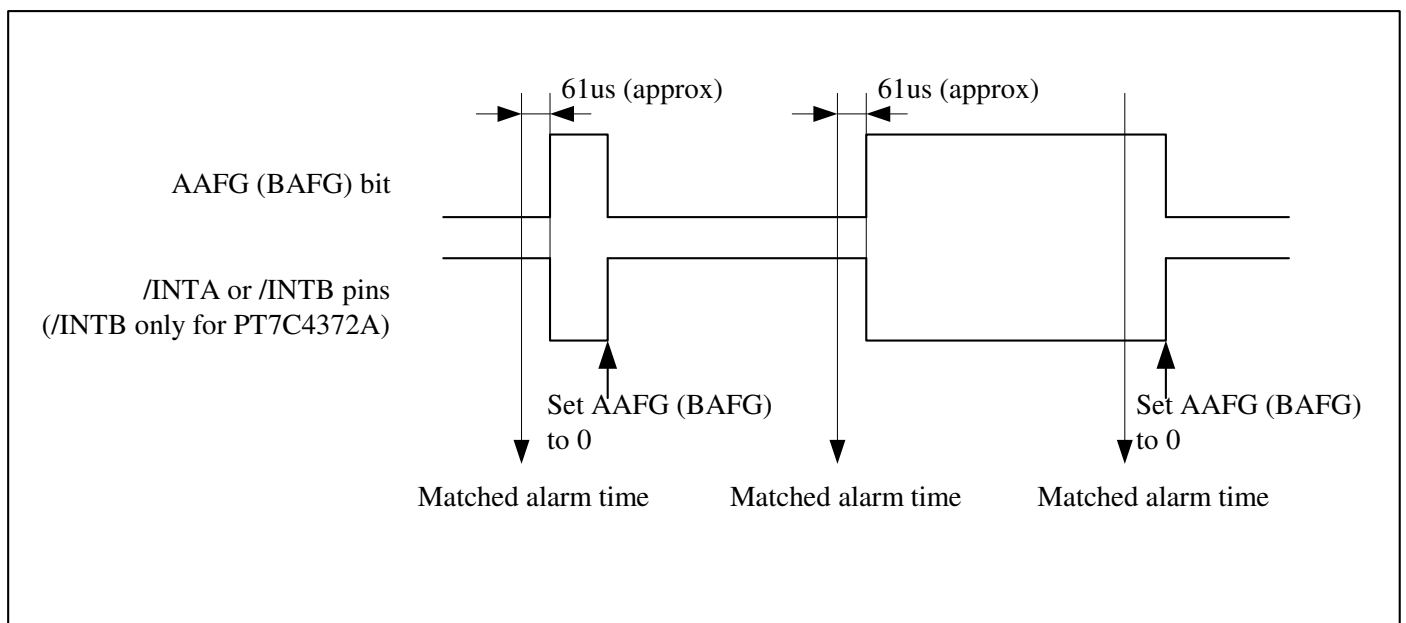 61us (approx)
61us (approx)
AAFG (BAFG) bit
/INTA or /INTB pins
(/INTB only for PT7C4372A)
Set AAFG (BAFG)
to 0
Set AAFG (BAFG)
to 0
Matched alarm time
Matched alarm time
Matched alarm time